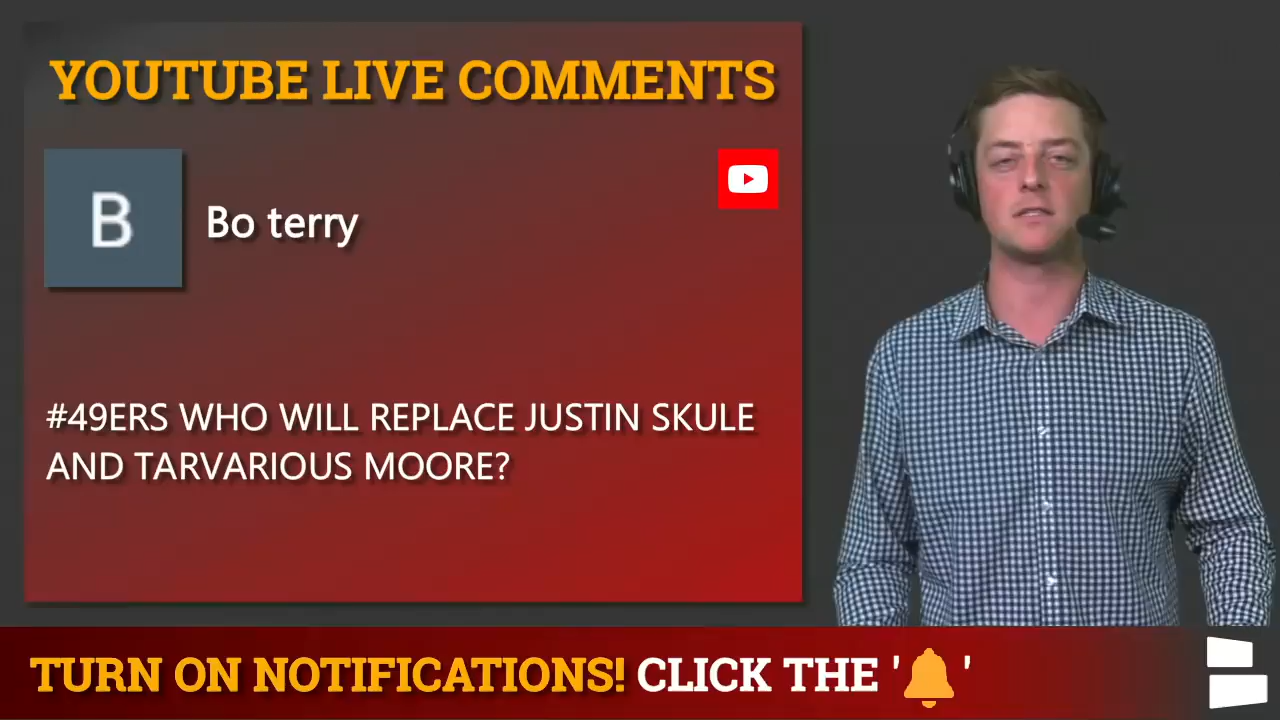 YOUTUBE LIVE COMMENTS
B
Bo terry
#49ERS WHO WILL REPLACE JUSTIN SKULE
AND TARVARIOUS MOORE?
TURN ON NOTIFICATIONS! CLICK THE ' '